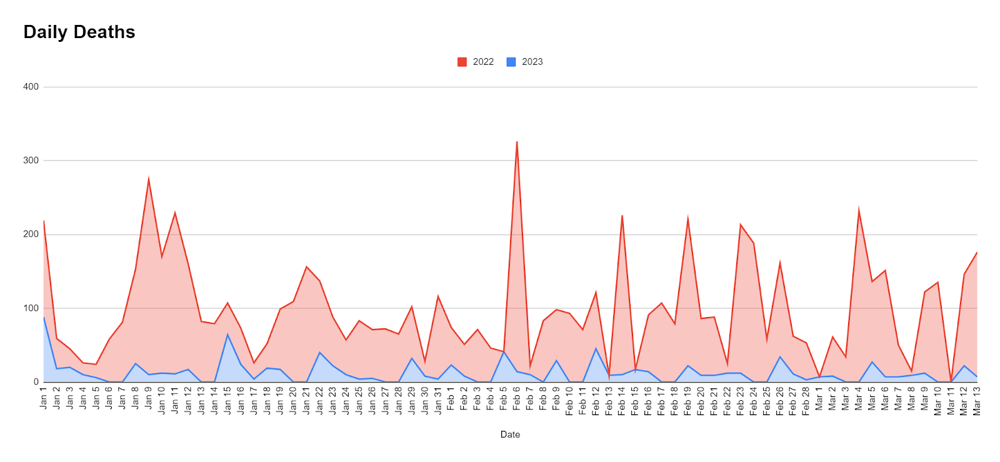 Daily Deaths
2022 2023
400
300
200
100
0
Jan 1 Jan 2 Jan 3 Jan 4 Jan 5 Jan 6 Jan 7 Jan 8 Jan 9 Jan 10 Jan 11 Jan 12 Jan 13 Jan 14 Jan 15 Jan 16 Jan 17 Jan 18 Jan 19 Jan 20 Jan 21 Jan 22 Jan 23 Jan 24 Jan 25 Jan 26 Jan 27 Jan 28 Jan 29 Jan 30 Jan 31 Feb 1 Feb 2 Feb 3 Feb 4 Feb 5 Feb 6 Feb 7 Feb 8 Feb 9 Feb 10 Feb 11 Feb 12 Feb 13 Feb 14 Feb 15 Feb 16 Feb 17 Feb 18 Feb 19 Feb 20 Feb 21 Feb 22 Feb 23 Feb 24 Feb 25 Feb 26 Feb 27 Feb 28 Mar 1 Mar 2 Mar 3 Mar 4 Mar 5 Mar 6 Mar 7 Mar 8 Mar 9 Mar 10 Mar 11 Mar 12 Mar 13
Date